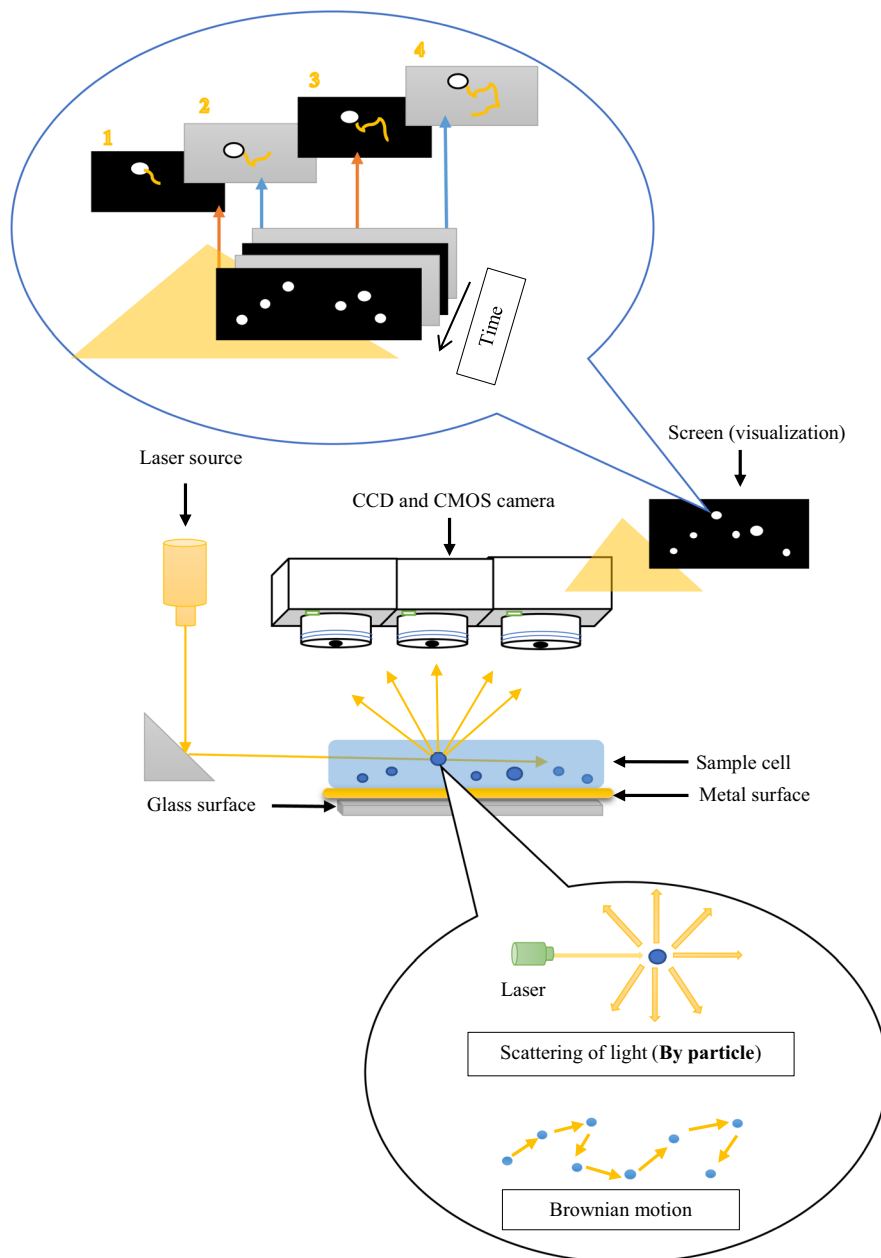 4
3
2
1
Time
Screen (visualization)
Laser source
CCD and CMOS camera
Sample cell
Metal surface
Glass surface
Laser
Scattering of light (By particle)
Brownian motion